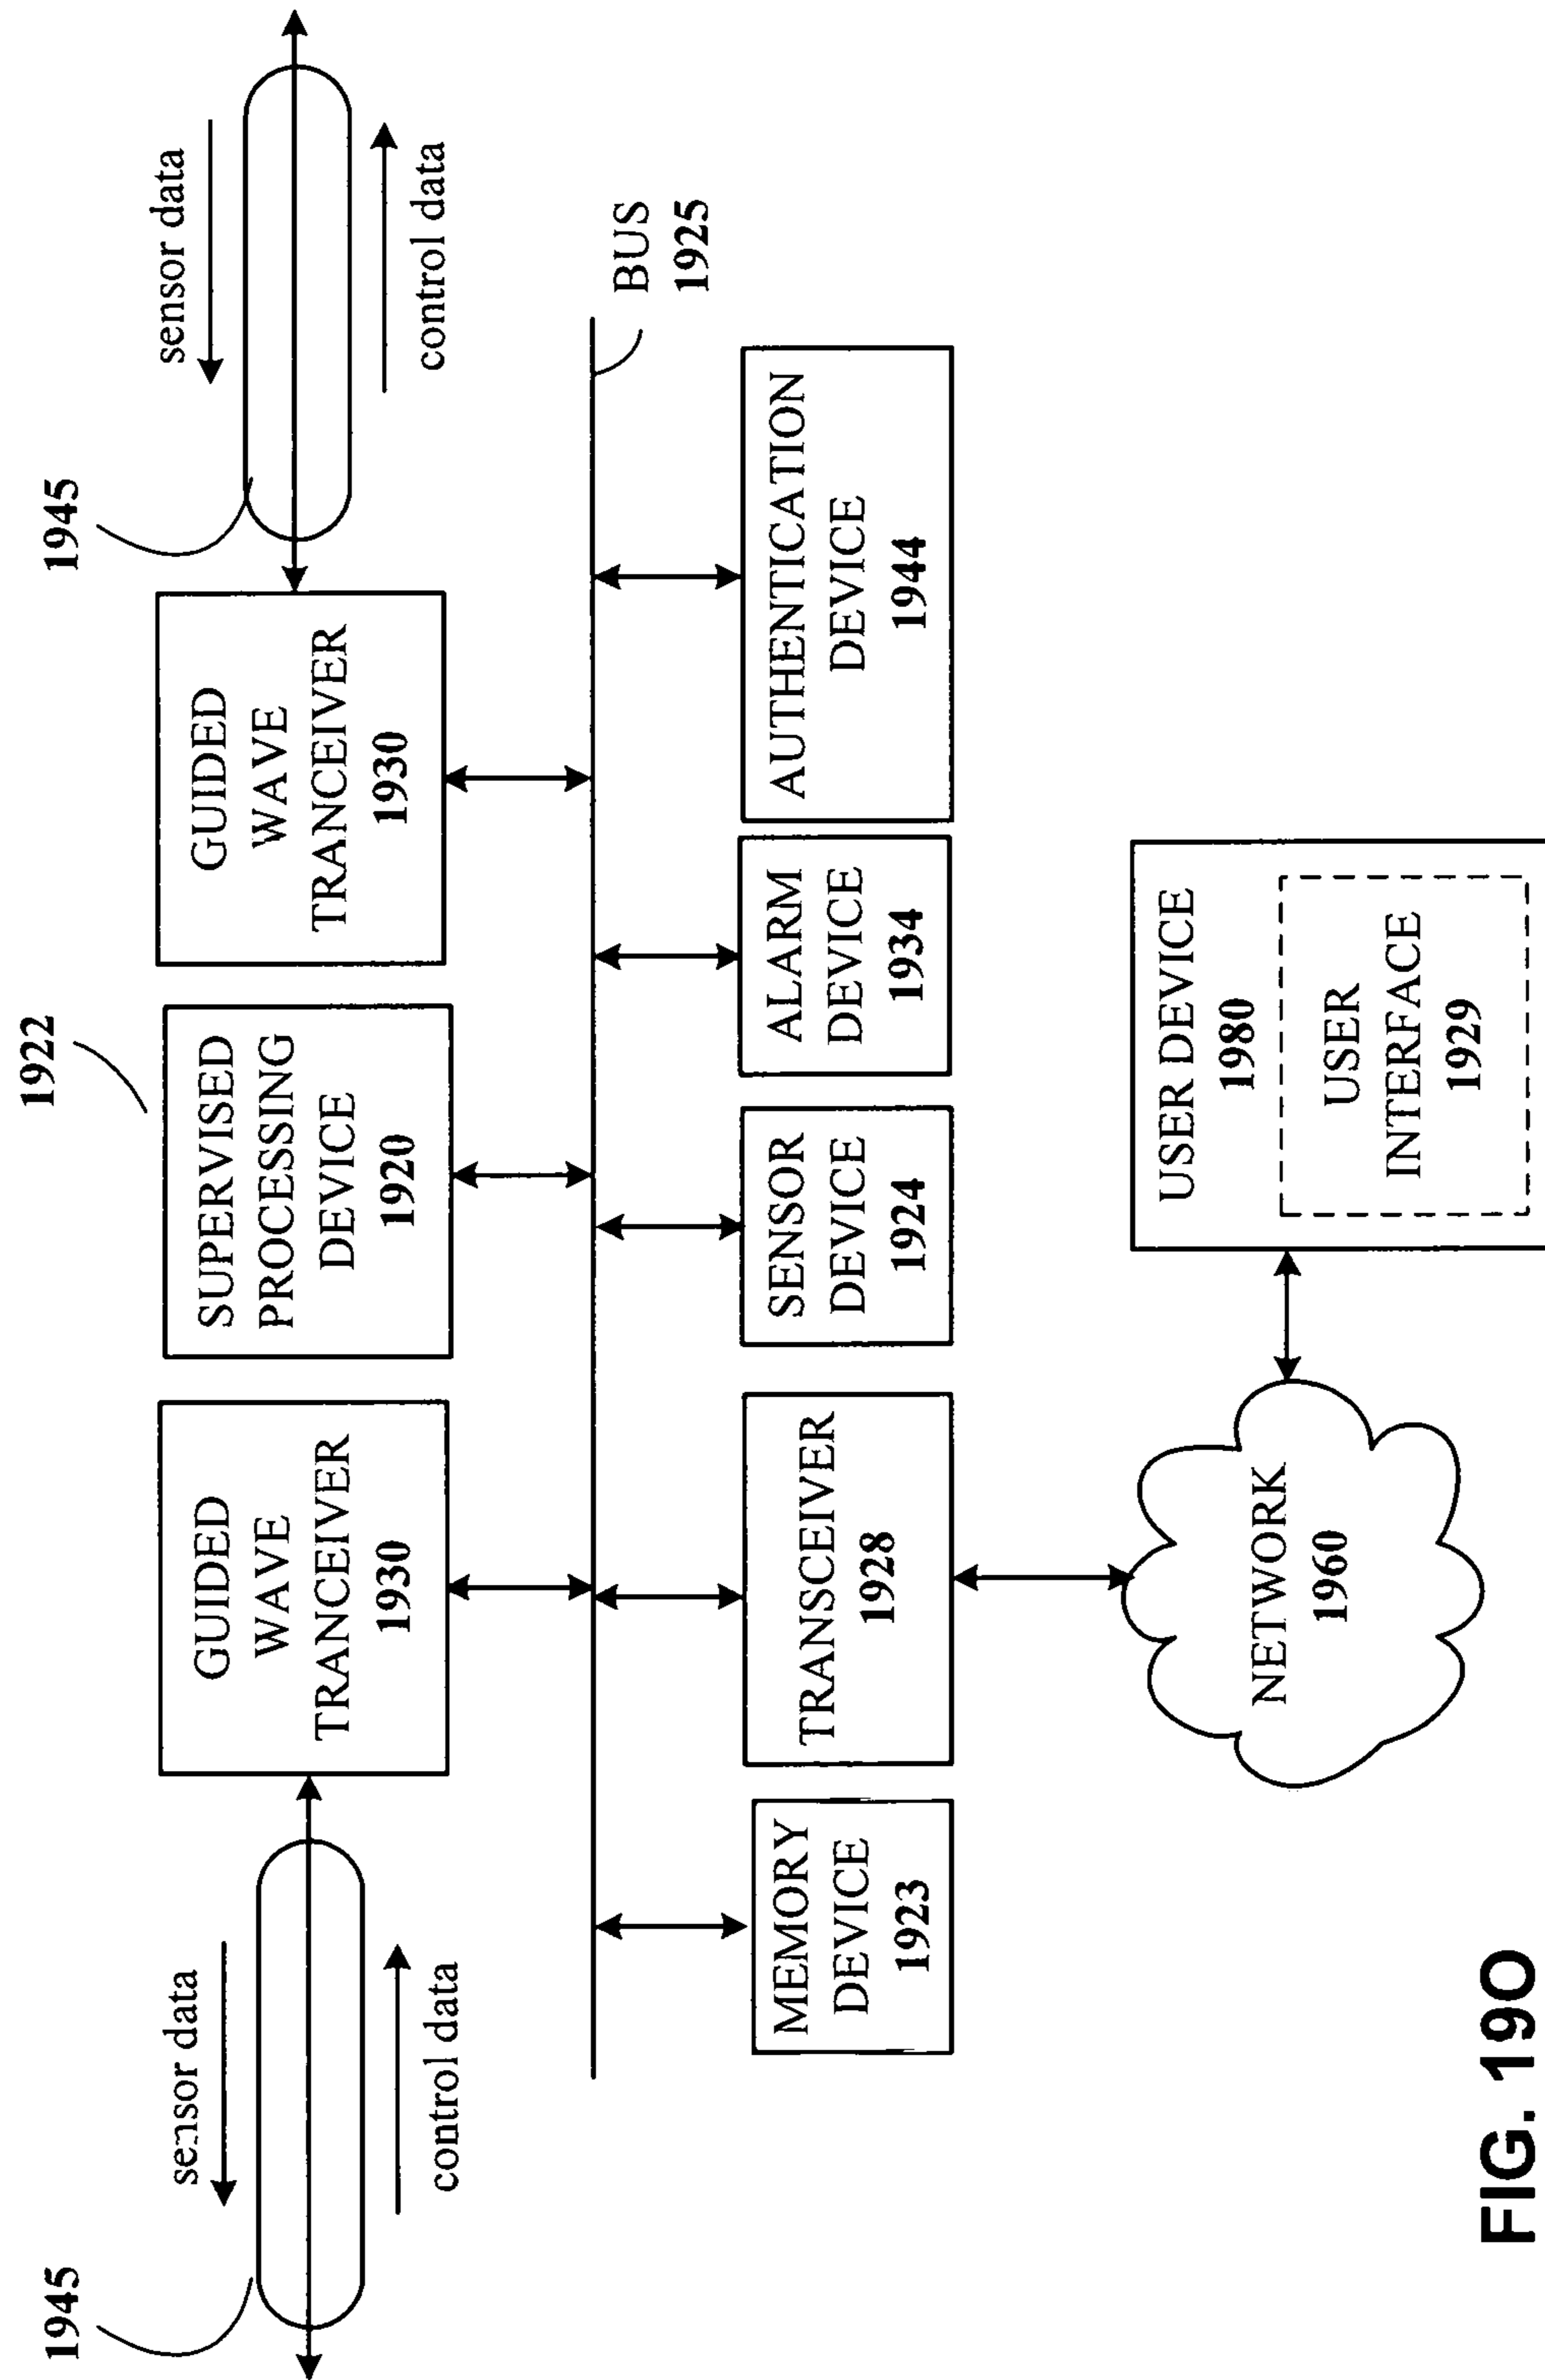 1922
1945
1945
sensor data
sensor data
control data
control data
GUIDED
WAVE
TRANCEIVER
1930
SUPERVISED
PROCESSING
DEVICE
1920
GUIDED
WAVE
TRANCEIVER
1930
BUS
1925
MEMORY
DEVICE
1923
TRANSCEIVER
1928
SENSOR
DEVICE
1924
ALARM
DEVICE
1934
AUTHENTICATION
DEVICE
1944
NETWORK
1960
USER DEVICE
1980
USER
INTERFACE
1929
FIG. 19O